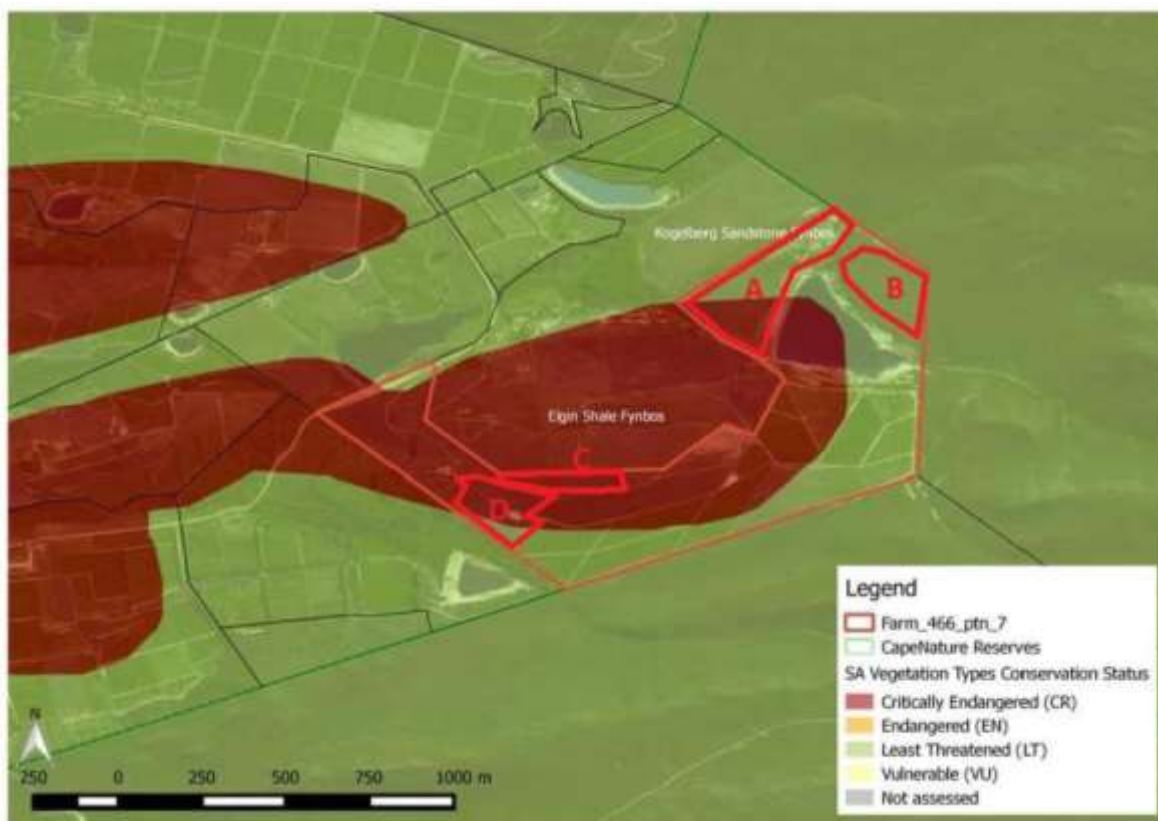 Kogelberg Sandstone Fynbos
A
B
Elgin Shale Fynbos
C
D
Legend
Farm_466_ptn_7
CapeNature Reserves
SA Vegetation Types Conservation Status
Critically Endangered (CR)
Endangered (EN)
Least Threatened (LT)
Vulnerable (VU)
Not assessed
N
250 0 250 500 750 1000 m